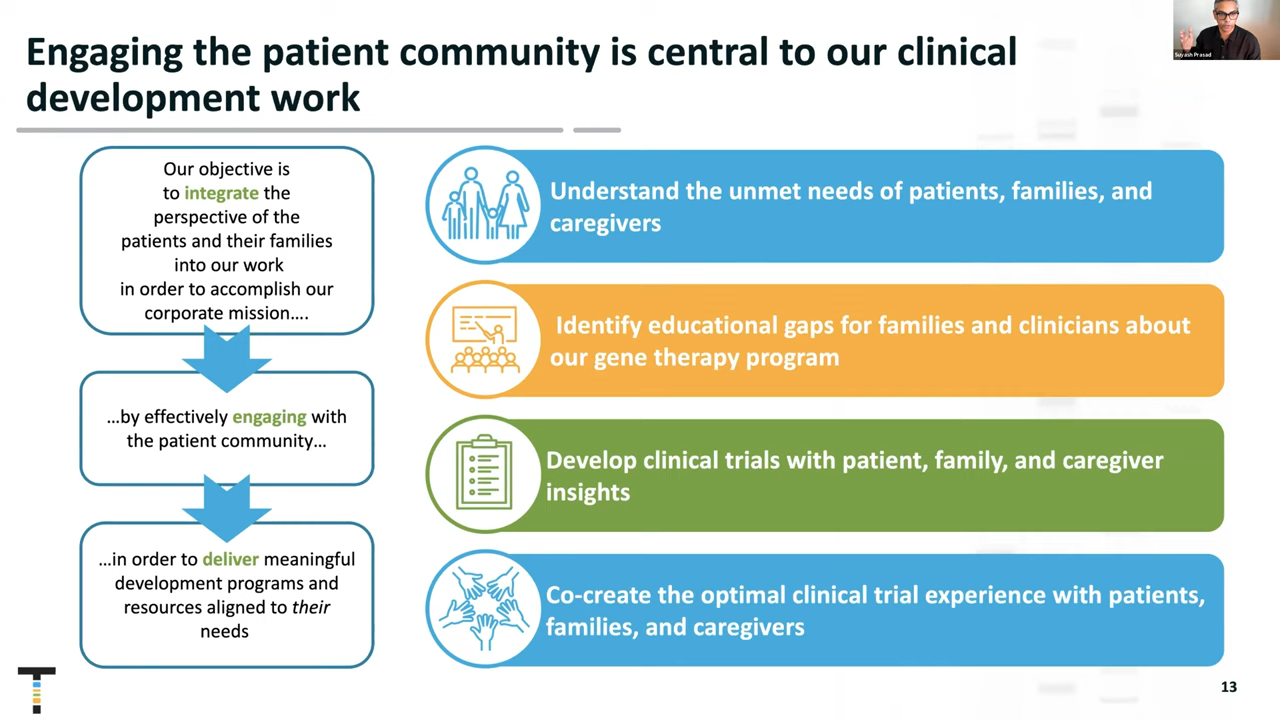 Engaging the patient community is central to our clinical
development work
Suyash Prasad
Our objective is
to integrate the
perspective of the
patients and their families
into our work
in order to accomplish our
corporate mission....
...by effectively engaging with
the patient community...
...in order to deliver meaningful
development programs and
resources aligned to their
needs
Understand the unmet needs of patients, families, and
caregivers
Identify educational gaps for families and clinicians about
our gene therapy program
Develop clinical trials with patient, family, and caregiver
insights
Co-create the optimal clinical trial experience with patients,
families, and caregivers
T
13